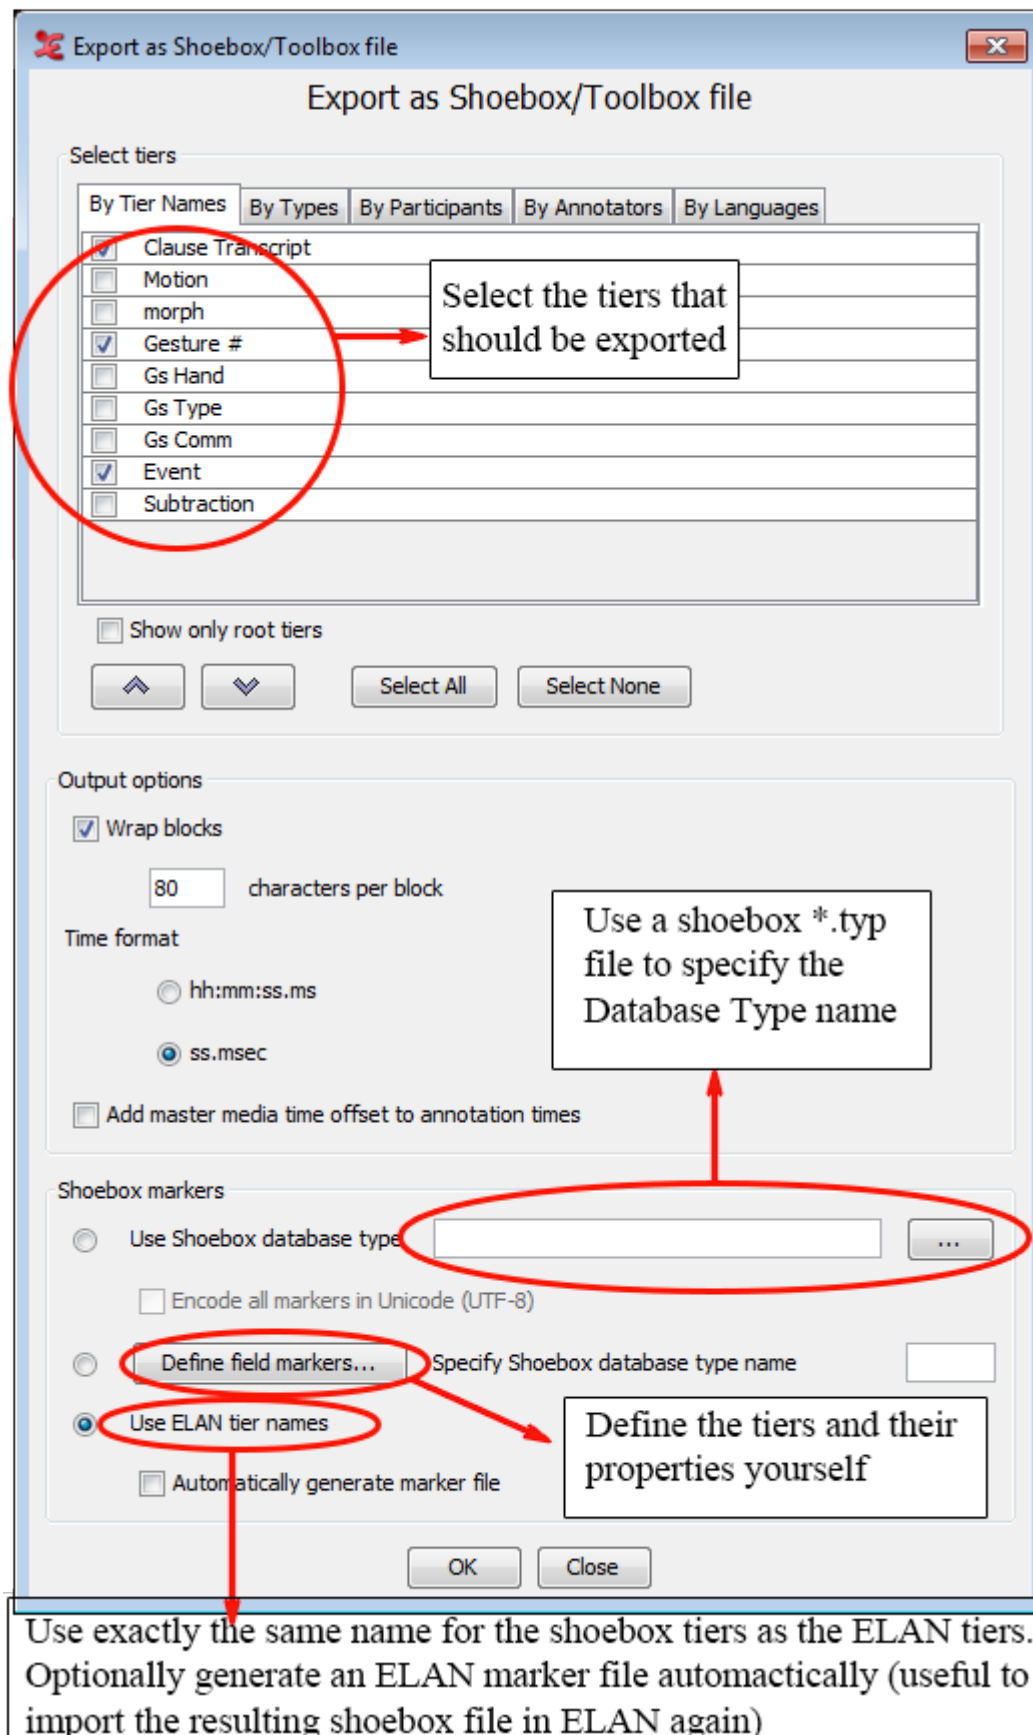 Export as Shoebox/Toolbox file
Export as Shoebox/Toolbox file
Select tiers
By Tier Names By Types By Participants By Annotators By Languages
Clause Transcript
Motion
morph
Gesture #
Gs Hand
Gs Type
Gs Comm
Event
Subtraction
Select the tiers that
should be exported
Show only root tiers
Select All Select None
Output options
Wrap blocks
80 characters per block
Time format
hh:mm:ss.ms
ss.msec
Add master media time offset to annotation times
Use a shoebox *.typ
file to specify the
Database Type name
Shoebox markers
Use Shoebox database type ...
Encode all markers in Unicode (UTF-8)
Define field markers... Specify Shoebox database type name
Use ELAN tier names
Automatically generate marker file
Define the tiers and their
properties yourself
OK Close
Use exactly the same name for the shoebox tiers as the ELAN tiers.
Optionally generate an ELAN marker file automactically (useful to
import the resulting shoebox file in ELAN again)